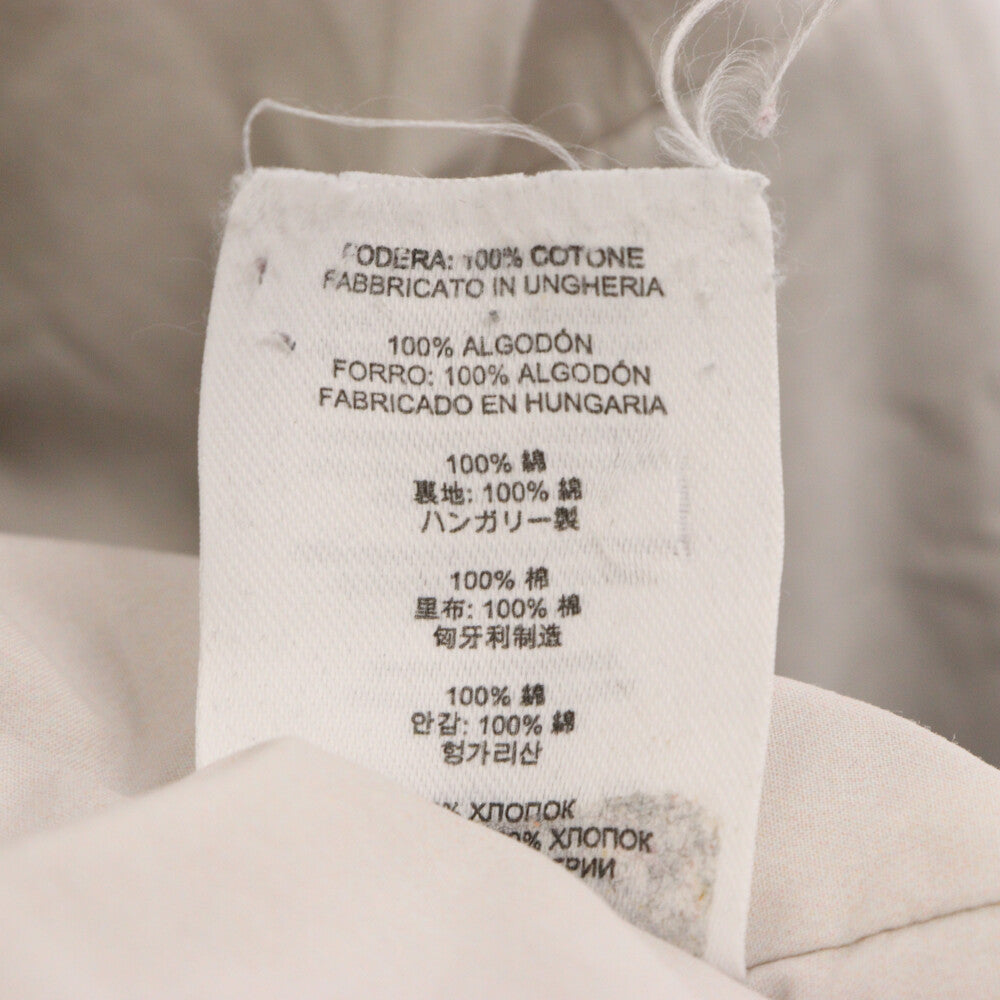 FODERA: 100% COTONE
FABBRICATO IN UNGHERIA
100% ALGODÓN
FORRO: 100% ALGODÓN
FABRICADO EN HUNGARIA
100% 綿
裏地: 100% 綿
ハンガリー製
100% 棉
里布: 100% 棉
匈牙利制造
100% 綿
안감: 100% 綿
헝가리산
% ХЛОПОК
0% ХЛОПОК